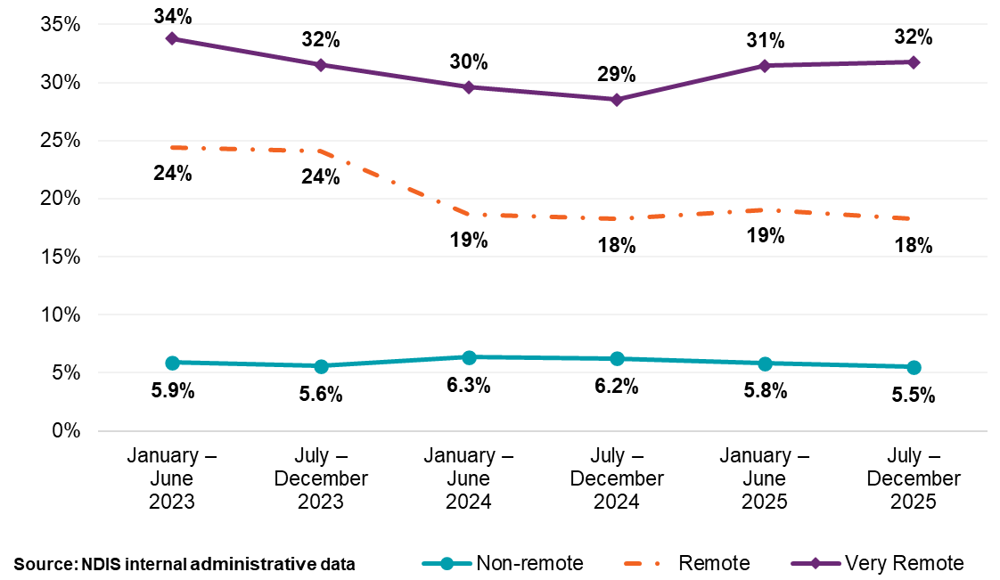 35%
30%
25%
20%
15%
10%
5%
0%
34%
32%
30%
29%
31%
32%
24%
24%
19%
18%
19%
18%
5.9%
5.6%
6.3%
6.2%
5.8%
5.5%
January –
June
2023
July –
December
2023
January –
June
2024
July –
December
2024
January –
June
2025
July –
December
2025
Source: NDIS internal administrative data
Non-remote
Remote
Very Remote